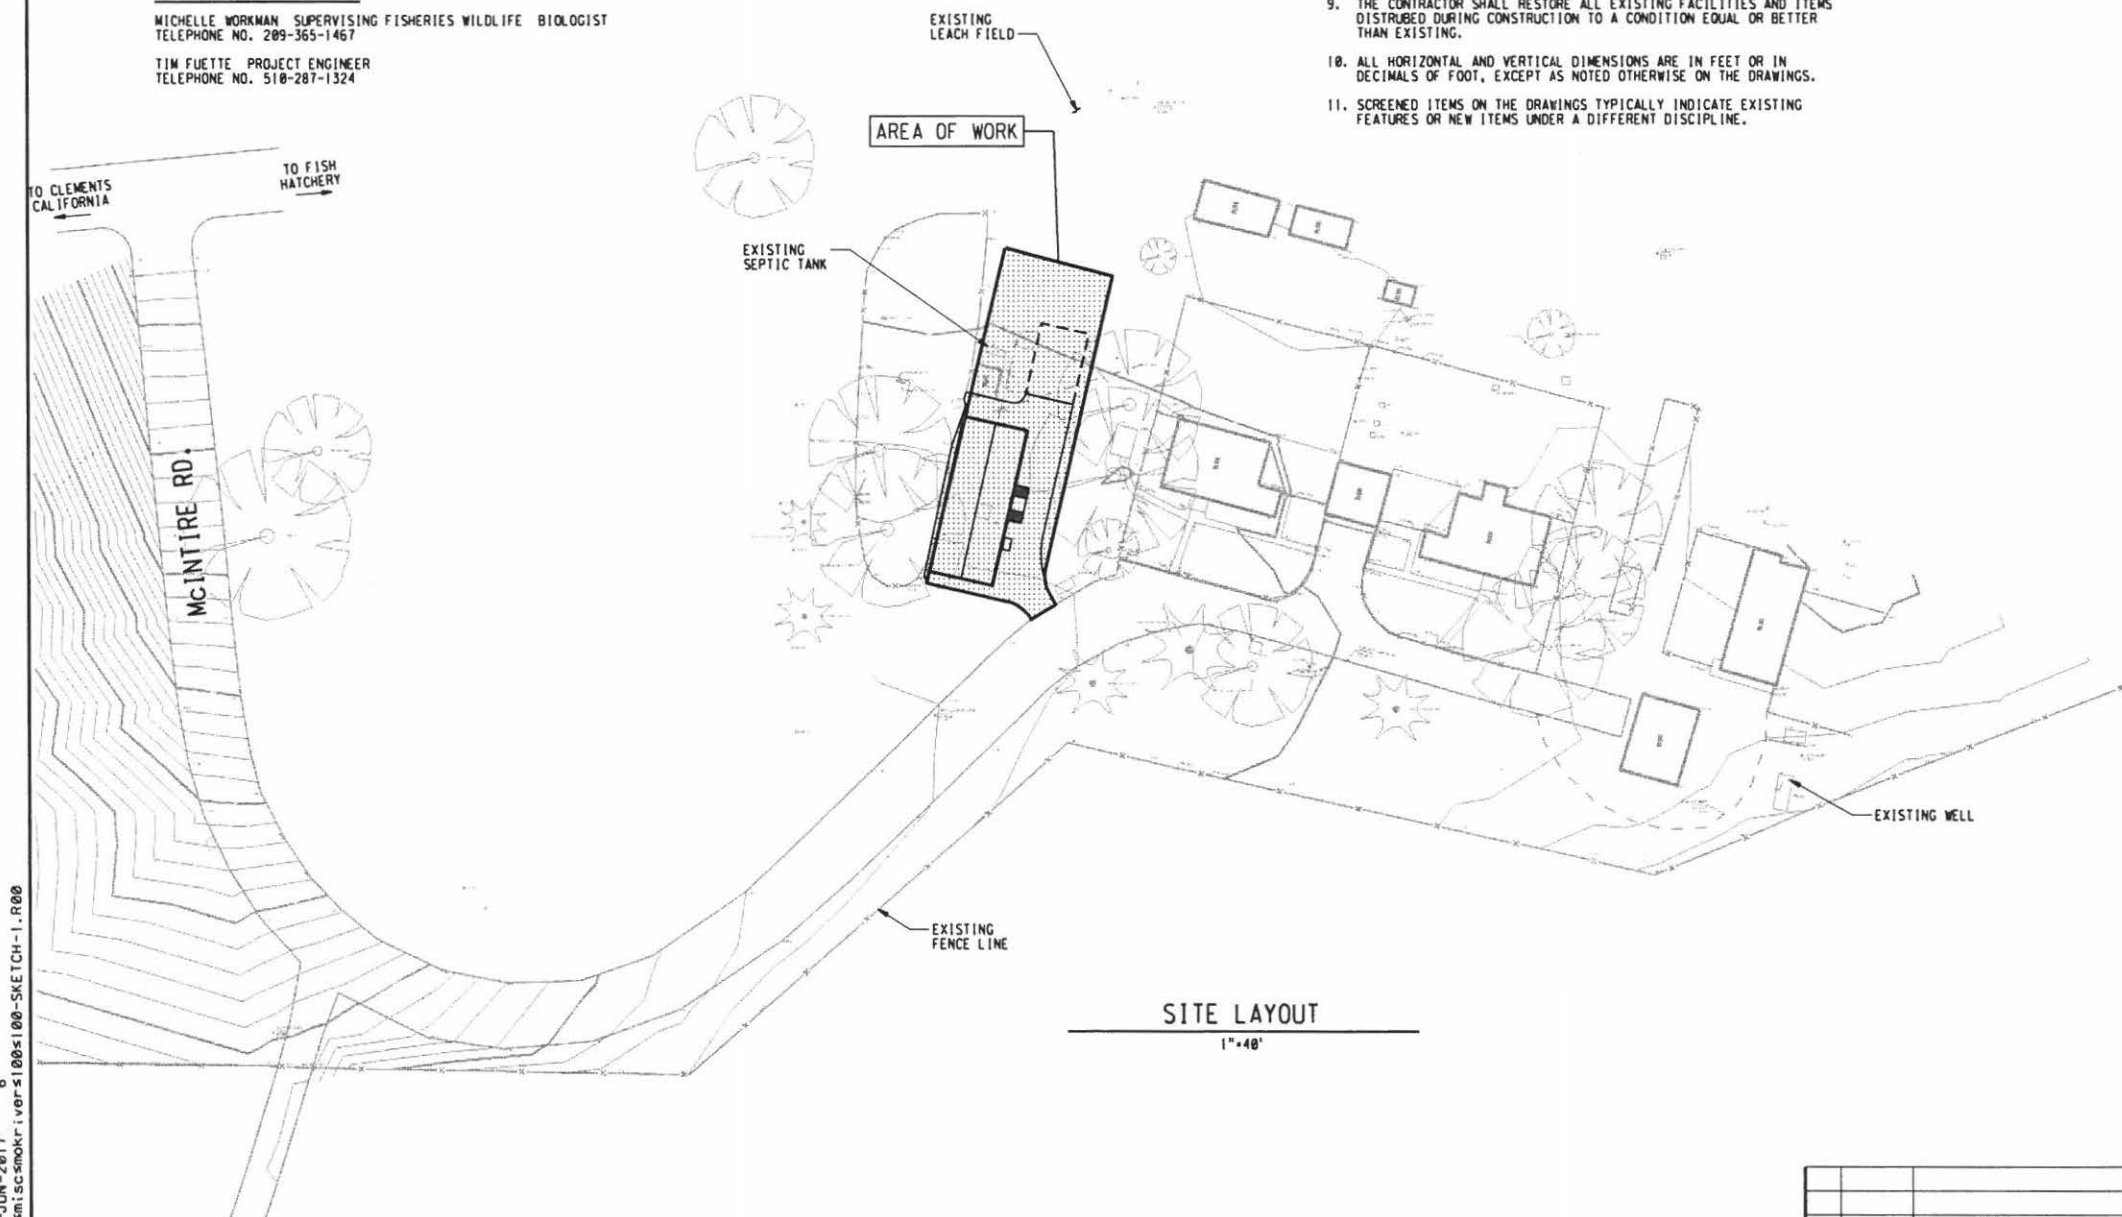 MICHELLE WORKMAN SUPERVISING FISHERIES WILDLIFE BIOLOGIST
TELEPHONE NO. 209-365-1467
TIM FUETTE PROJECT ENGINEER
TELEPHONE NO. 510-287-1324
9. THE CONTRACTOR SHALL RESTORE ALL EXISTING FACILITIES AND ITEMS
DISTRUBED DURING CONSTRUCTION TO A CONDITION EQUAL OR BETTER
THAN EXISTING.
10. ALL HORIZONTAL AND VERTICAL DIMENSIONS ARE IN FEET OR IN
DECIMALS OF FOOT, EXCEPT AS NOTED OTHERWISE ON THE DRAWINGS.
11. SCREENED ITEMS ON THE DRAWINGS TYPICALLY INDICATE EXISTING
FEATURES OR NEW ITEMS UNDER A DIFFERENT DISCIPLINE.
EXISTING
LEACH FIELD
AREA OF WORK
TO CLEMENTS
CALIFORNIA
TO FISH
HATCHERY
EXISTING
SEPTIC TANK
McINTIRE RD.
EXISTING WELL
EXISTING
FENCE LINE
SITE LAYOUT
1"=40'
-JUN-2017
smiscsmokriver≤100≤100-SKETCH-1.R00